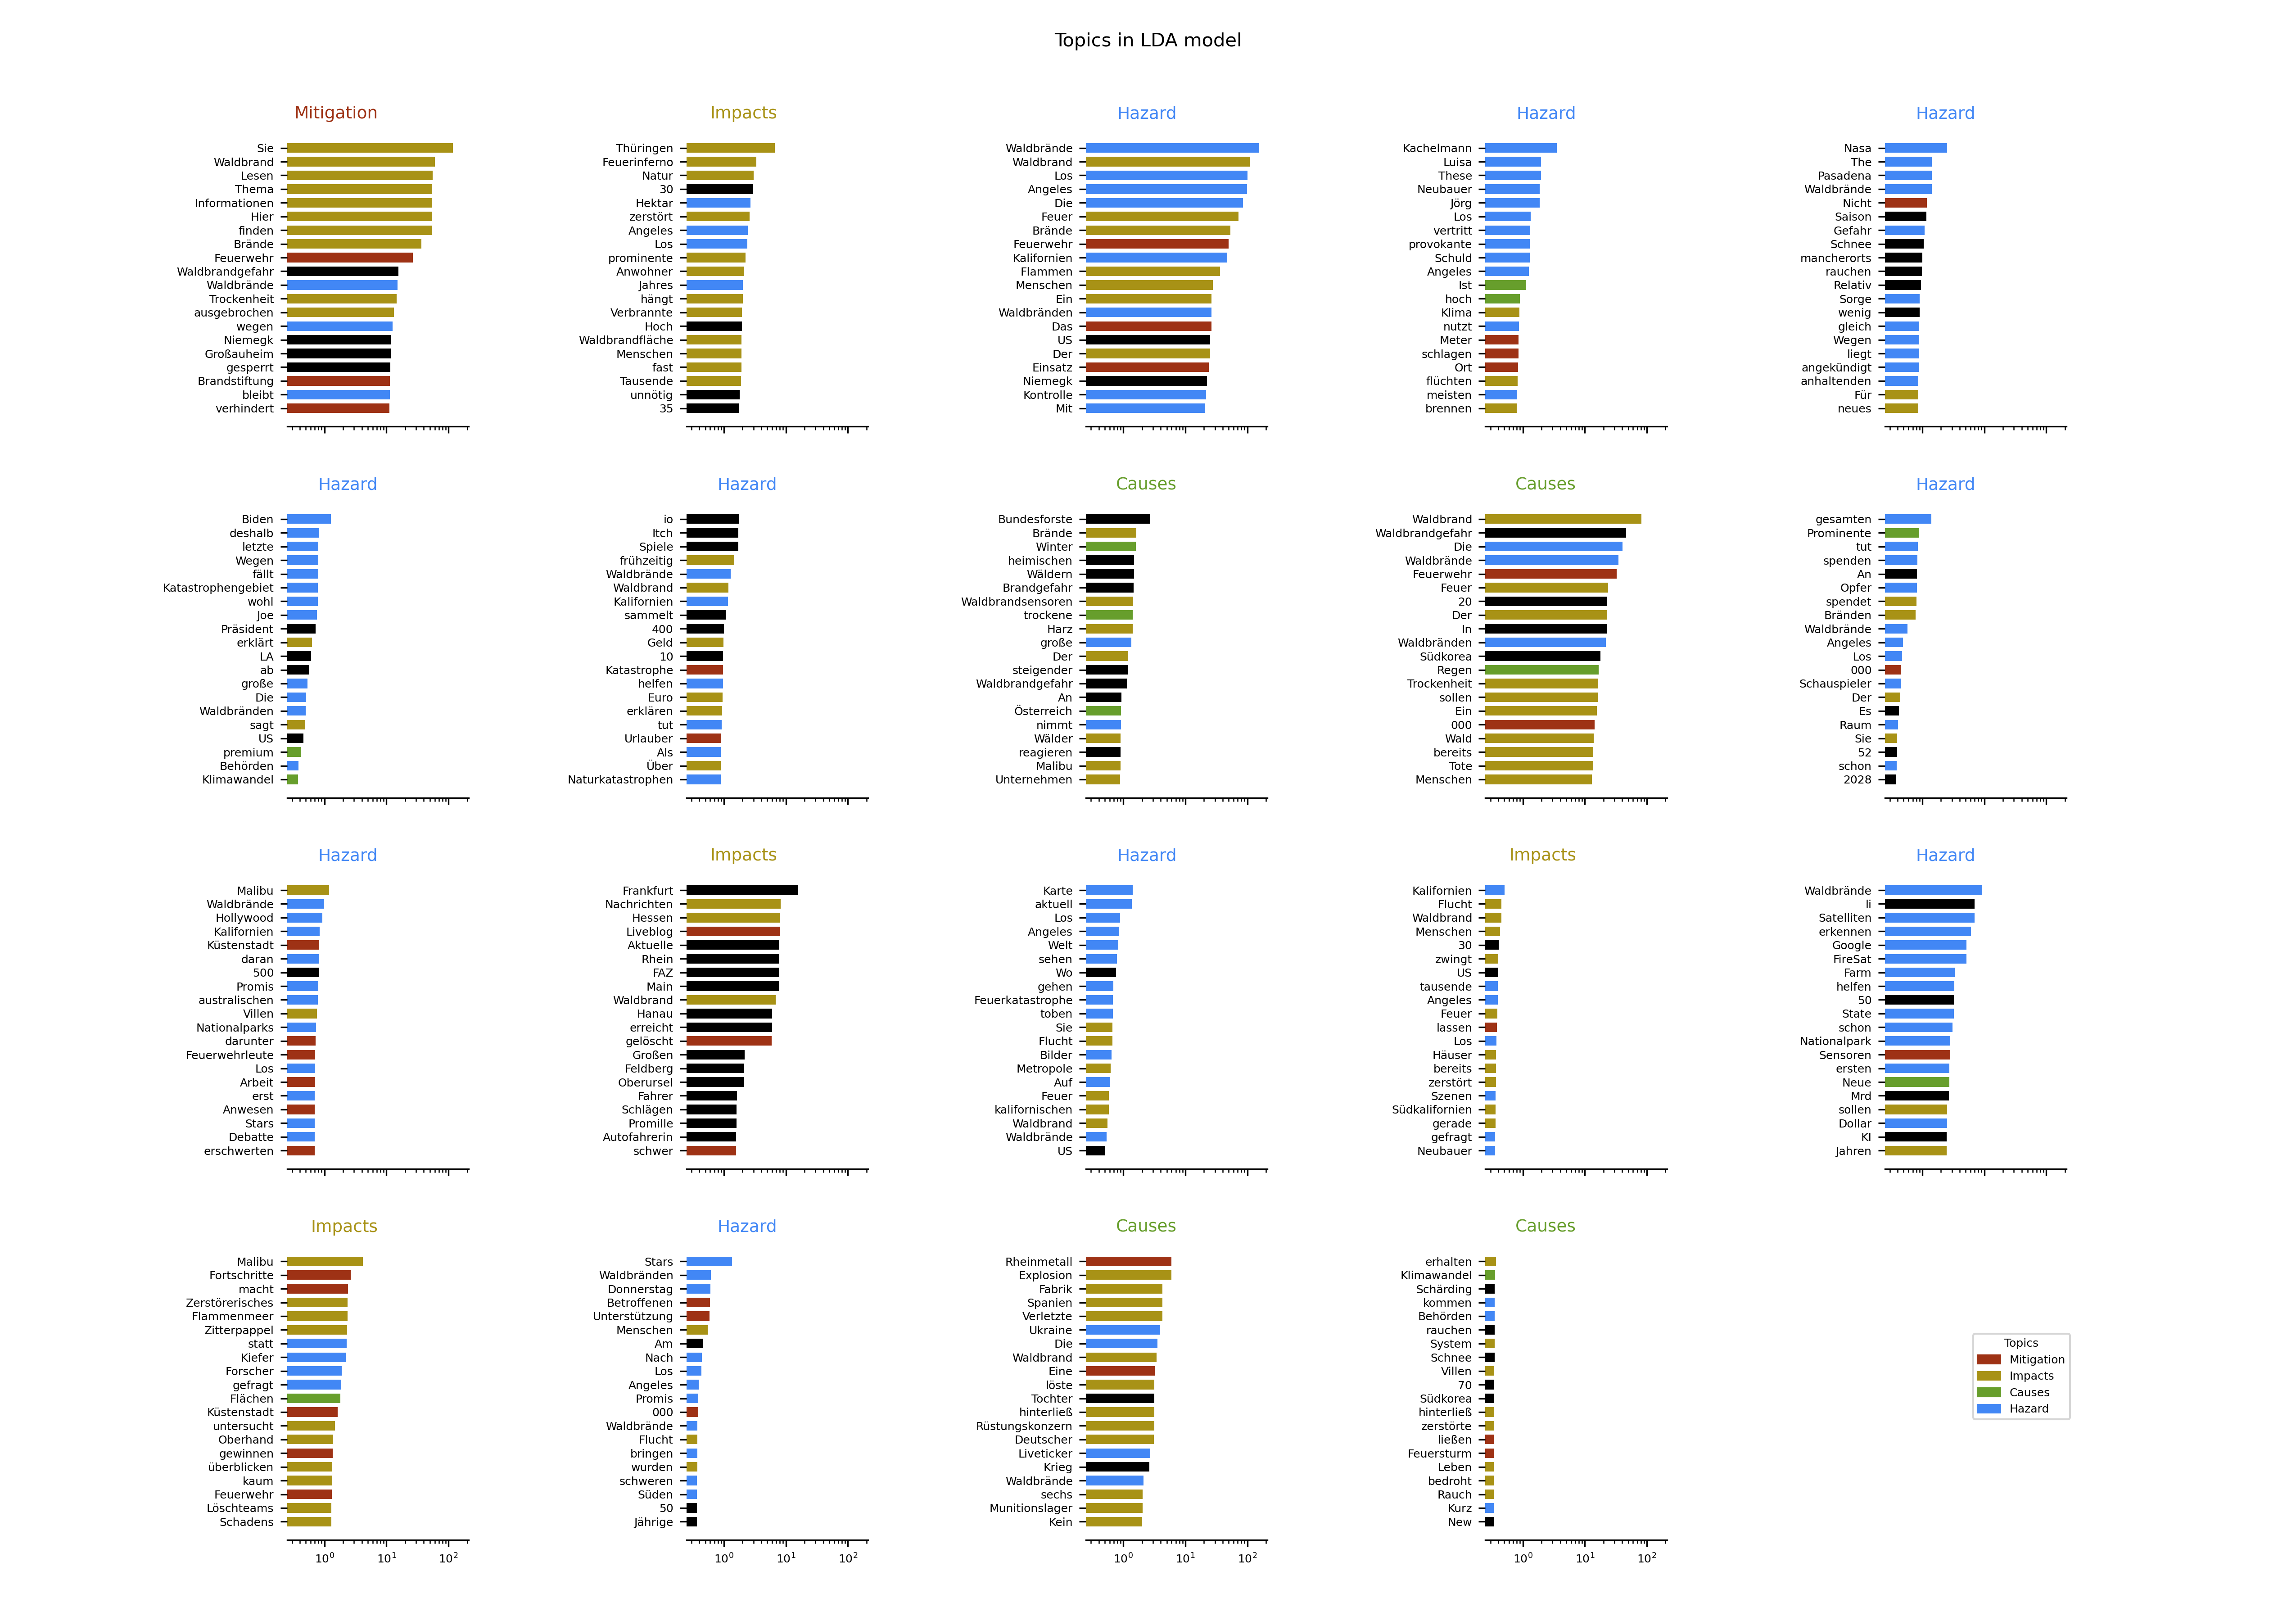 Topics in LDA model
Mitigation
Sie
Waldbrand
Lesen
Thema
Informationen
Hier
finden
Brände
Feuerwehr
Waldbrandgefahr
Waldbrände
Trockenheit
ausgebrochen
wegen
Niemegk
Großauheim
gesperrt
Brandstiftung
bleibt
verhindert
Impacts
Thüringen
Feuerinferno
Natur
30
Hektar
zerstört
Angeles
Los
prominente
Anwohner
Jahres
hängt
Verbrannte
Hoch
Waldbrandfläche
Menschen
fast
Tausende
unnötig
35
Hazard
Waldbrände
Waldbrand
Los
Angeles
Die
Feuer
Brände
Feuerwehr
Kalifornien
Flammen
Menschen
Ein
Waldbränden
Das
US
Der
Einsatz
Niemegk
Kontrolle
Mit
Hazard
Kachelmann
Luisa
These
Neubauer
Jörg
Los
vertritt
provokante
Schuld
Angeles
Ist
hoch
Klima
nutzt
Meter
schlagen
Ort
flüchten
meisten
brennen
Hazard
Nasa
The
Pasadena
Waldbrände
Nicht
Saison
Gefahr
Schnee
mancherorts
rauchen
Relativ
Sorge
wenig
gleich
Wegen
liegt
angekündigt
anhaltenden
Für
neues
Hazard
Biden
deshalb
letzte
Wegen
fällt
Katastrophengebiet
wohl
Joe
Präsident
erklärt
LA
ab
große
Die
Waldbränden
sagt
US
premium
Behörden
Klimawandel
Hazard
io
Itch
Spiele
frühzeitig
Waldbrände
Waldbrand
Kalifornien
sammelt
400
Geld
10
Katastrophe
helfen
Euro
erklären
tut
Urlauber
Als
Über
Naturkatastrophen
Causes
Bundesforste
Brände
Winter
heimischen
Wäldern
Brandgefahr
Waldbrandsensoren
trockene
Harz
große
Der
steigender
Waldbrandgefahr
An
Österreich
nimmt
Wälder
reagieren
Malibu
Unternehmen
Causes
Waldbrand
Waldbrandgefahr
Die
Waldbrände
Feuerwehr
Feuer
20
Der
In
Waldbränden
Südkorea
Regen
Trockenheit
sollen
Ein
000
Wald
bereits
Tote
Menschen
Hazard
gesamten
Prominente
tut
spenden
An
Opfer
spendet
Bränden
Waldbrände
Angeles
Los
000
Schauspieler
Der
Es
Raum
Sie
52
schon
2028
Hazard
Malibu
Waldbrände
Hollywood
Kalifornien
Küstenstadt
daran
500
Promis
australischen
Villen
Nationalparks
darunter
Feuerwehrleute
Los
Arbeit
erst
Anwesen
Stars
Debatte
erschwerten
Impacts
Frankfurt
Nachrichten
Hessen
Liveblog
Aktuelle
Rhein
FAZ
Main
Waldbrand
Hanau
erreicht
gelöscht
Großen
Feldberg
Oberursel
Fahrer
Schlägen
Promille
Autofahrerin
schwer
Hazard
Karte
aktuell
Los
Angeles
Welt
sehen
Wo
gehen
Feuerkatastrophe
toben
Sie
Flucht
Bilder
Metropole
Auf
Feuer
kalifornischen
Waldbrand
Waldbrände
US
Impacts
Kalifornien
Flucht
Waldbrand
Menschen
30
zwingt
US
tausende
Angeles
Feuer
lassen
Los
Häuser
bereits
zerstört
Szenen
Südkalifornien
gerade
gefragt
Neubauer
Hazard
Waldbrände
li
Satelliten
erkennen
Google
FireSat
Farm
helfen
50
State
schon
Nationalpark
Sensoren
ersten
Neue
Mrd
sollen
Dollar
KI
Jahren
Impacts
Malibu
Fortschritte
macht
Zerstörerisches
Flammenmeer
Zitterpappel
statt
Kiefer
Forscher
gefragt
Flächen
Küstenstadt
untersucht
Oberhand
gewinnen
überblicken
kaum
Feuerwehr
Löschteams
Schadens
10⁰ 10¹ 10²
Hazard
Stars
Waldbränden
Donnerstag
Betroffenen
Unterstützung
Menschen
Am
Nach
Los
Angeles
Promis
000
Waldbrände
Flucht
bringen
wurden
schweren
Süden
50
Jährige
10⁰ 10¹ 10²
Causes
Rheinmetall
Explosion
Fabrik
Spanien
Verletzte
Ukraine
Die
Waldbrand
Eine
löste
Tochter
hinterließ
Rüstungskonzern
Deutscher
Liveticker
Krieg
Waldbrände
sechs
Munitionslager
Kein
10⁰ 10¹ 10²
Causes
erhalten
Klimawandel
Schärding
kommen
Behörden
rauchen
System
Schnee
Villen
70
Südkorea
hinterließ
zerstörte
ließen
Feuersturm
Leben
bedroht
Rauch
Kurz
New
10⁰ 10¹ 10²
Topics
Mitigation
Impacts
Causes
Hazard